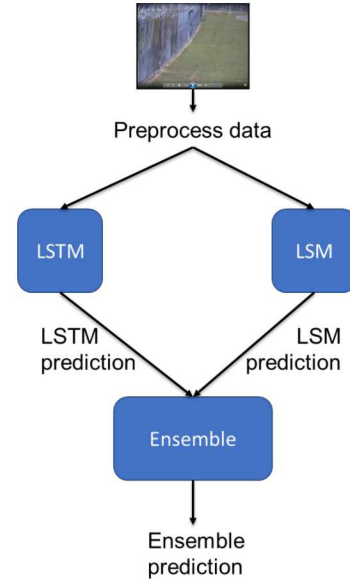 Preprocess data
LSTM
LSM
LSTM
prediction
LSM
prediction
Ensemble
Ensemble
prediction